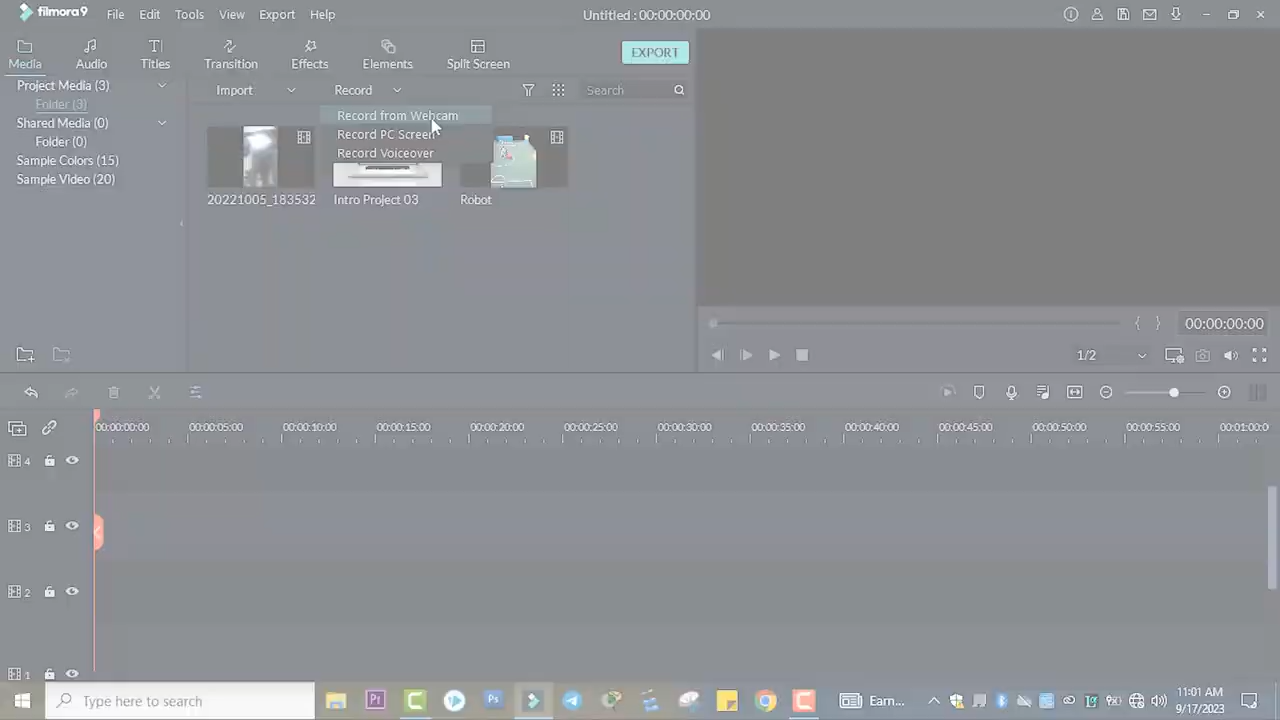 filmora9 File Edit Tools View Export Help Untitled : 00:00:00:00
Media Audio Titles Transition Effects Elements Split Screen EXPORT
Project Media (3)
Folder (3)
Shared Media (0)
Folder (0)
Sample Colors (15)
Sample Video (20)
Import Record Search
Record from Webcam
Record PC Screen
Record Voiceover
20221005_183532 Intro Project 03 Robot
{ } 00:00:00:00
1/2
00:00:00:00 00:00:05:00 00:00:10:00 00:00:15:00 00:00:20:00 00:00:25:00 00:00:30:00 00:00:35:00 00:00:40:00 00:00:45:00 00:00:50:00 00:00:55:00 00:01:00:0
4
3
2
1
Type here to search Pr Ps Earn... 11:01 AM
9/17/2023